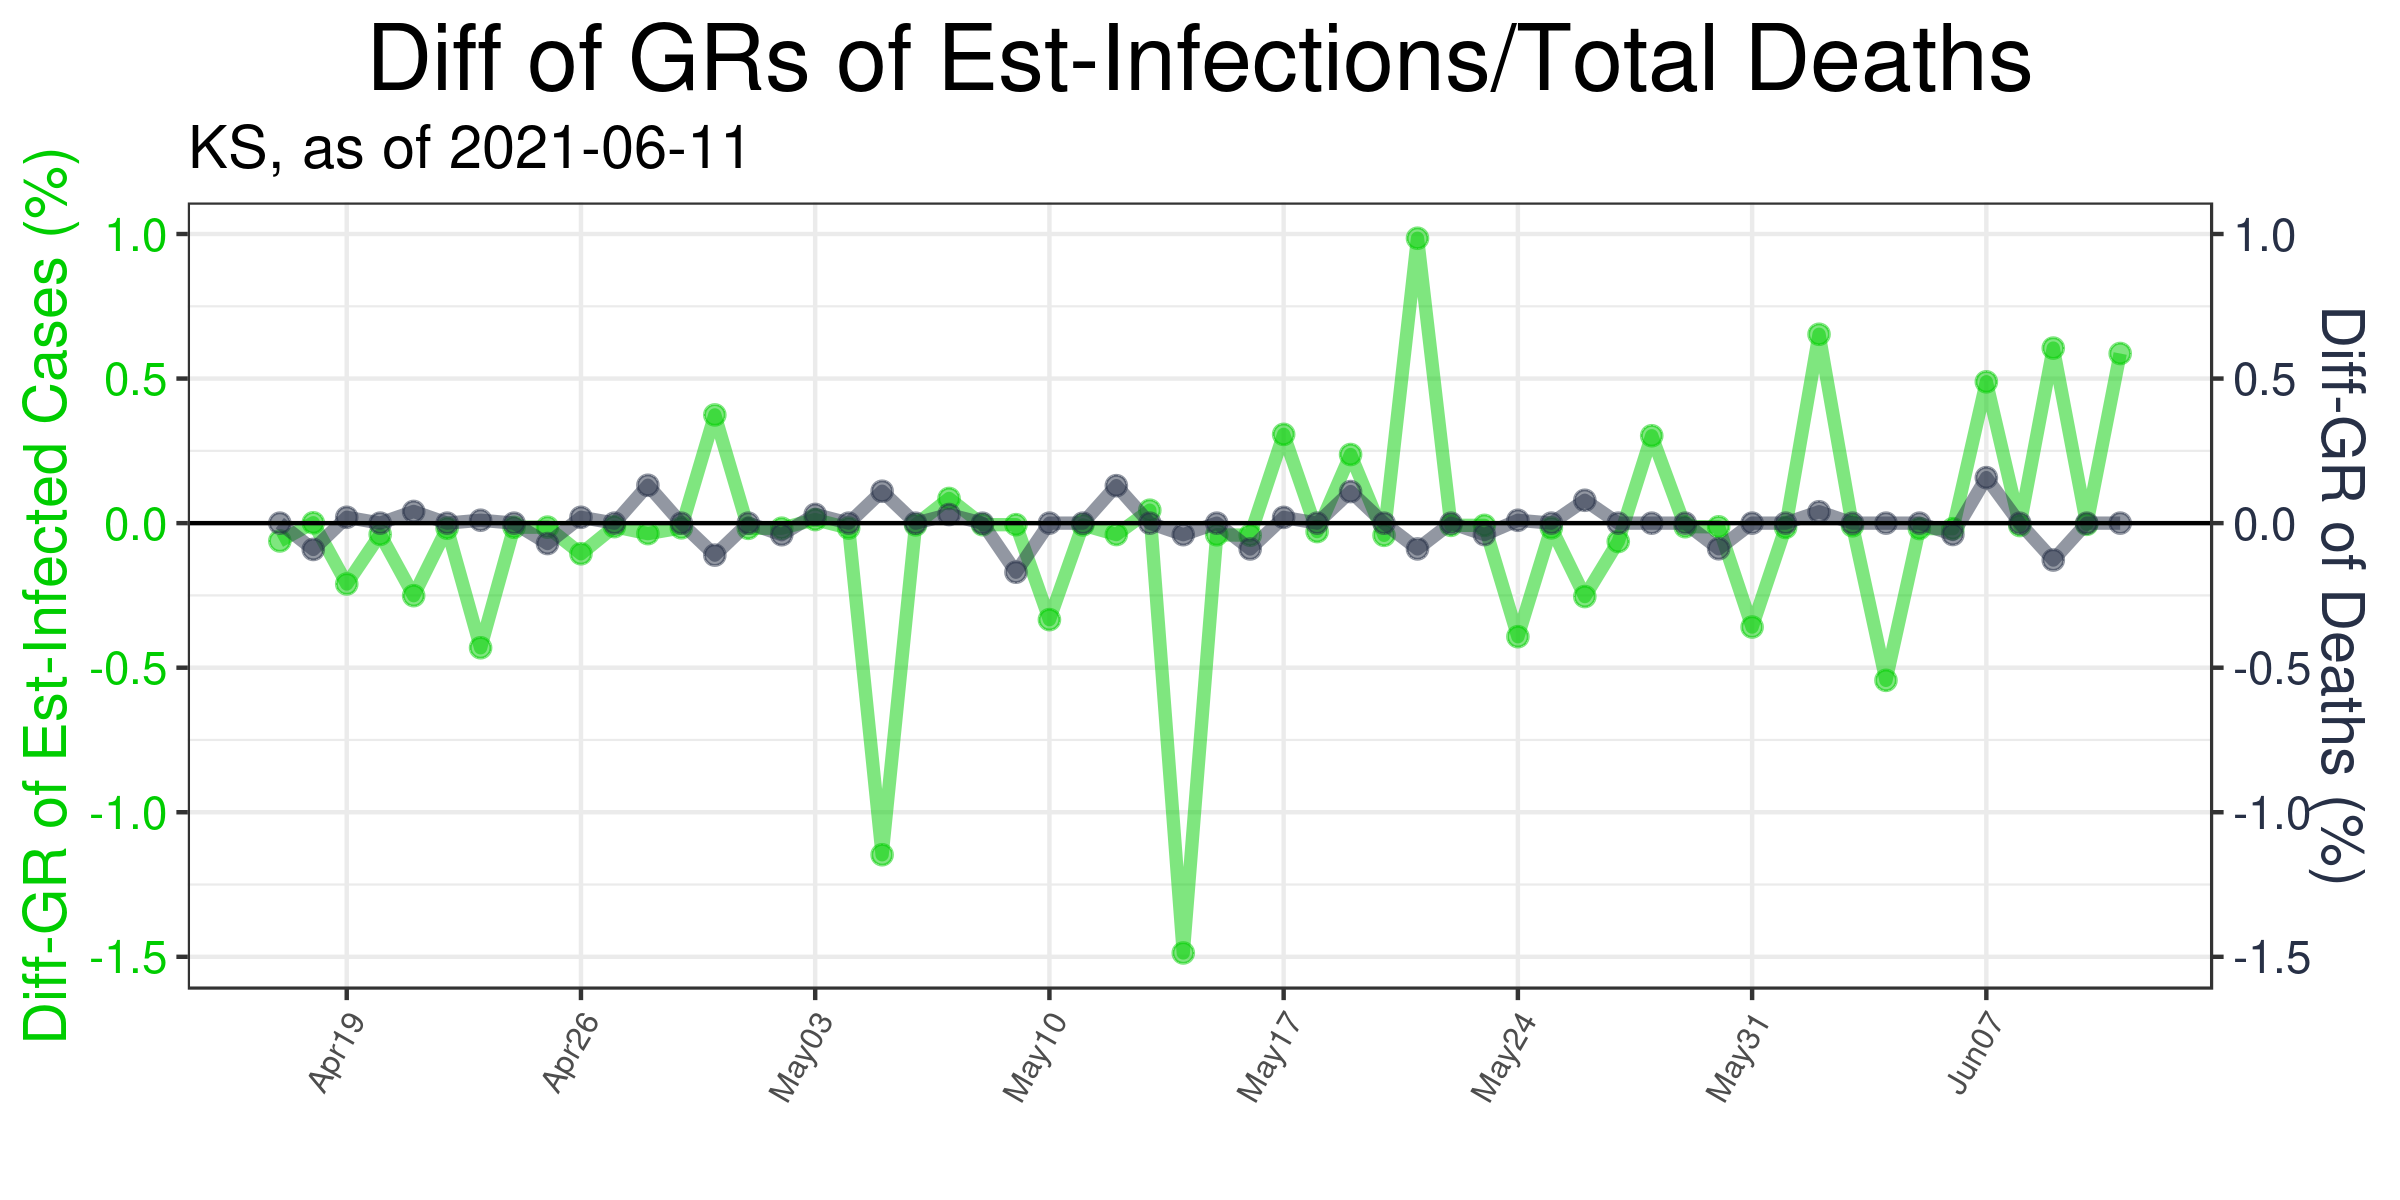 Diff of GRs of Est-Infections/Total Deaths
KS, as of 2021-06-11
Diff-GR of Est-Infected Cases (%)
1.0
0.5
0.0
-0.5
-1.0
-1.5
1.0
0.5
0.0
-0.5
-1.0
-1.5
Diff-GR of Deaths (%)
Apr19
Apr26
May03
May10
May17
May24
May31
Jun07